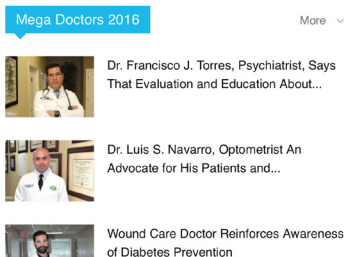 Mega Doctors 2016
More
Dr. Francisco J. Torres, Psychiatrist, Says
That Evaluation and Education About...
Dr. Luis S. Navarro, Optometrist An
Advocate for His Patients and...
Wound Care Doctor Reinforces Awareness
of Diabetes Prevention